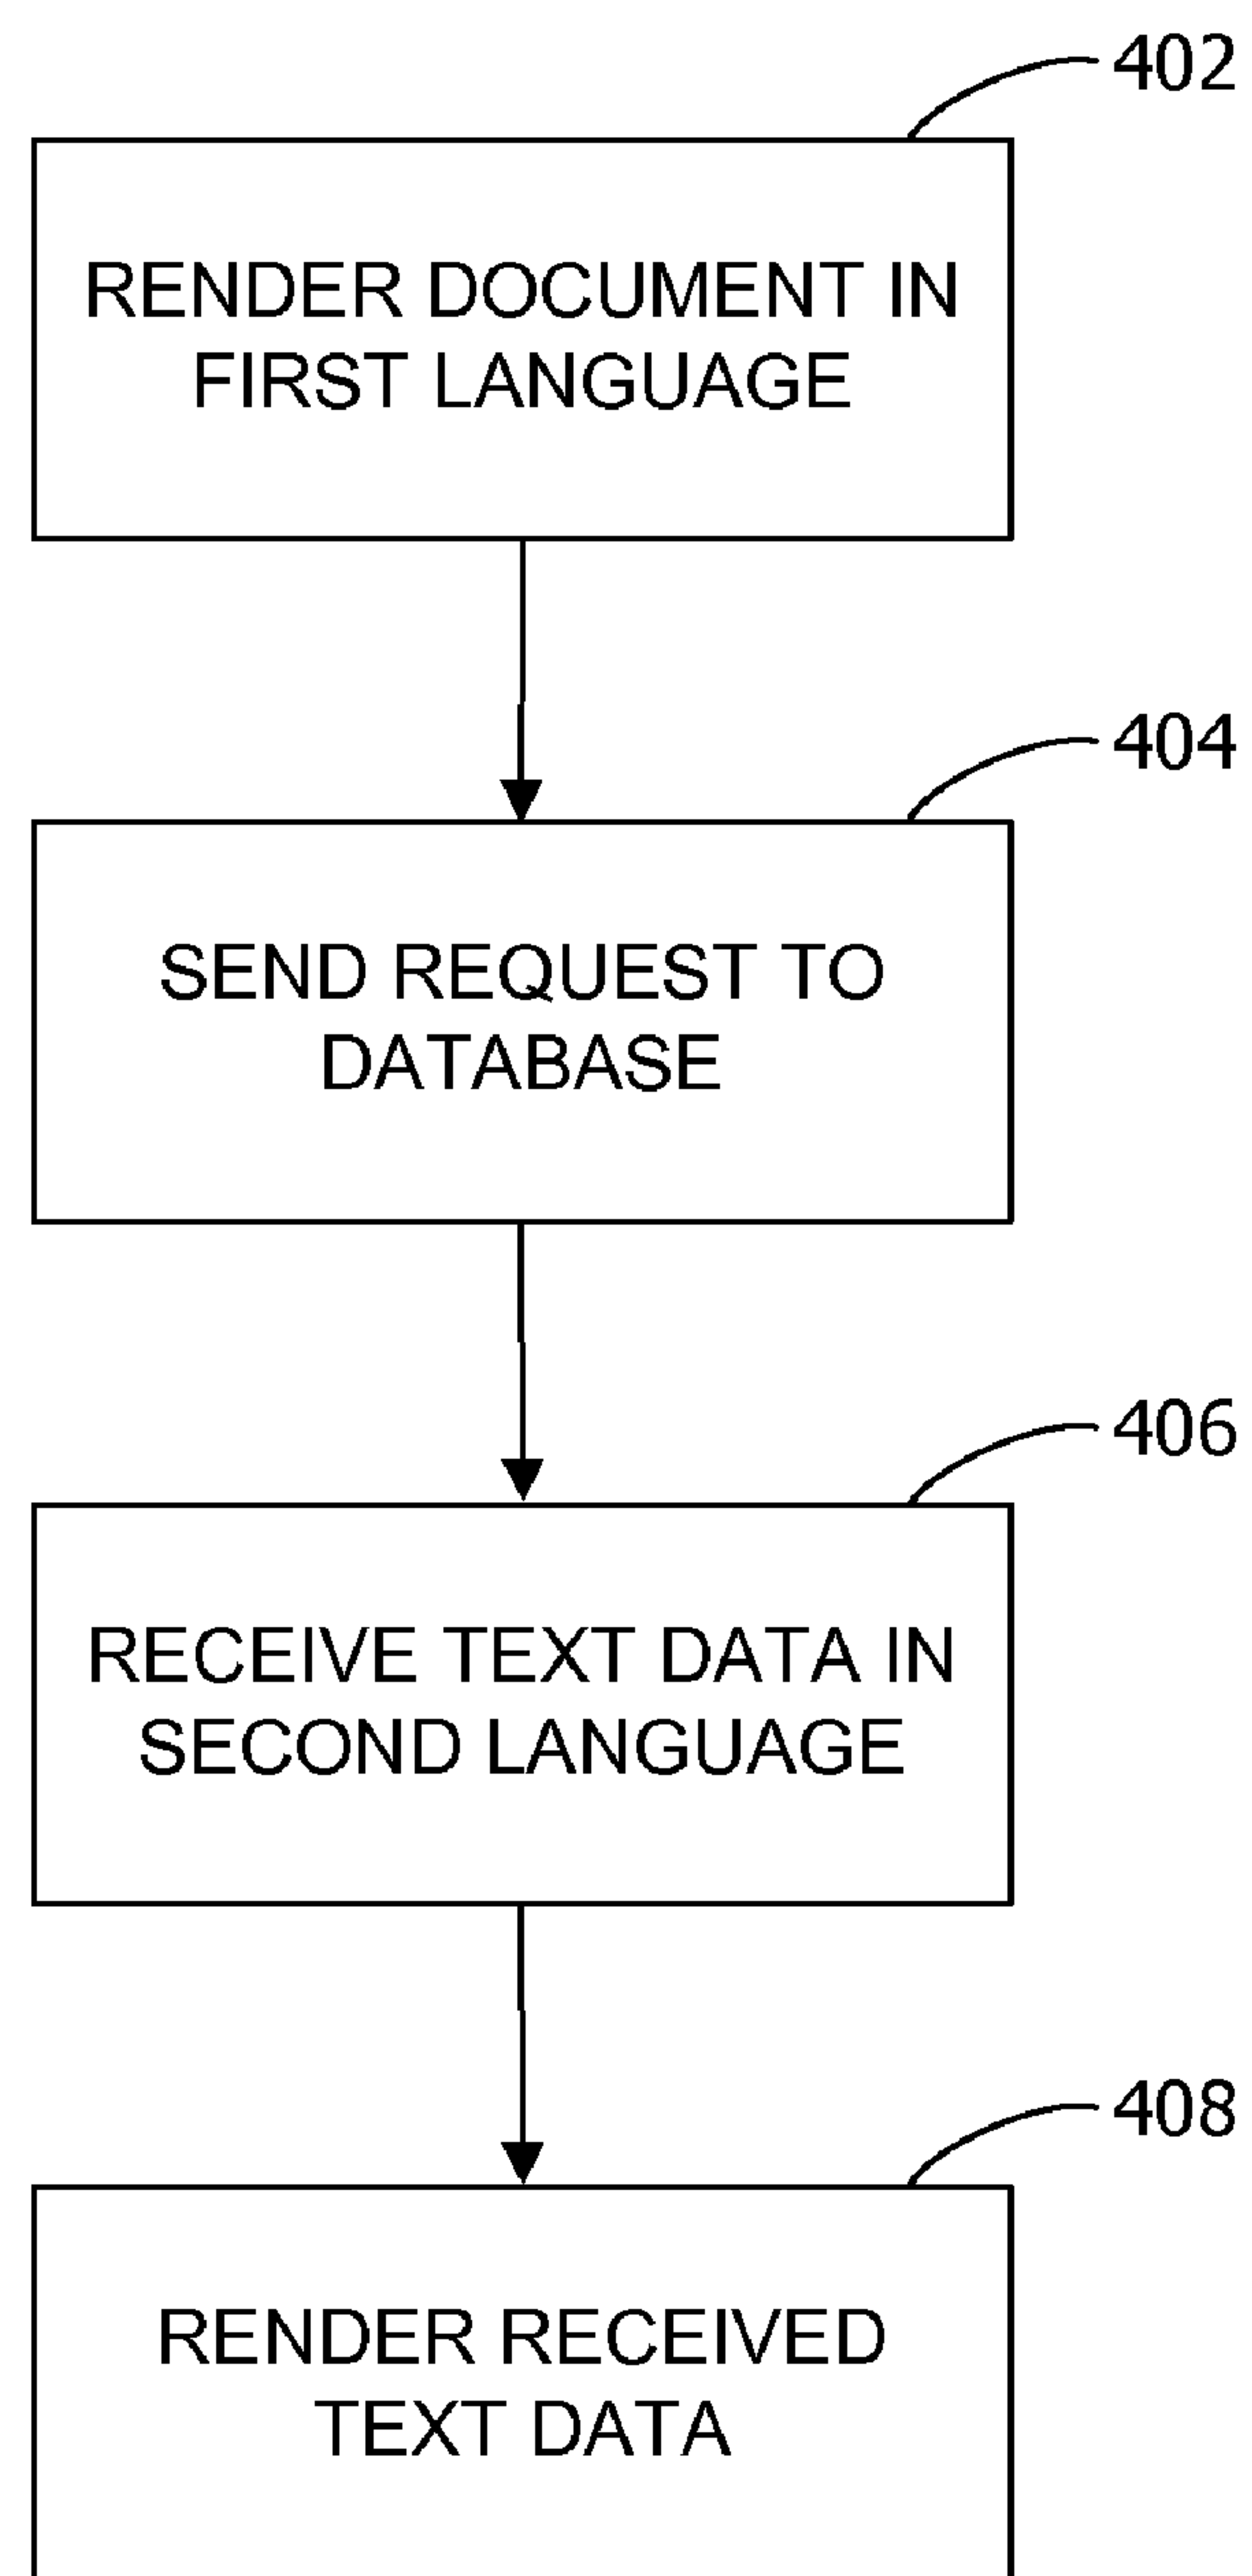 402
RENDER DOCUMENT IN
FIRST LANGUAGE
404
SEND REQUEST TO
DATABASE
406
RECEIVE TEXT DATA IN
SECOND LANGUAGE
408
RENDER RECEIVED
TEXT DATA